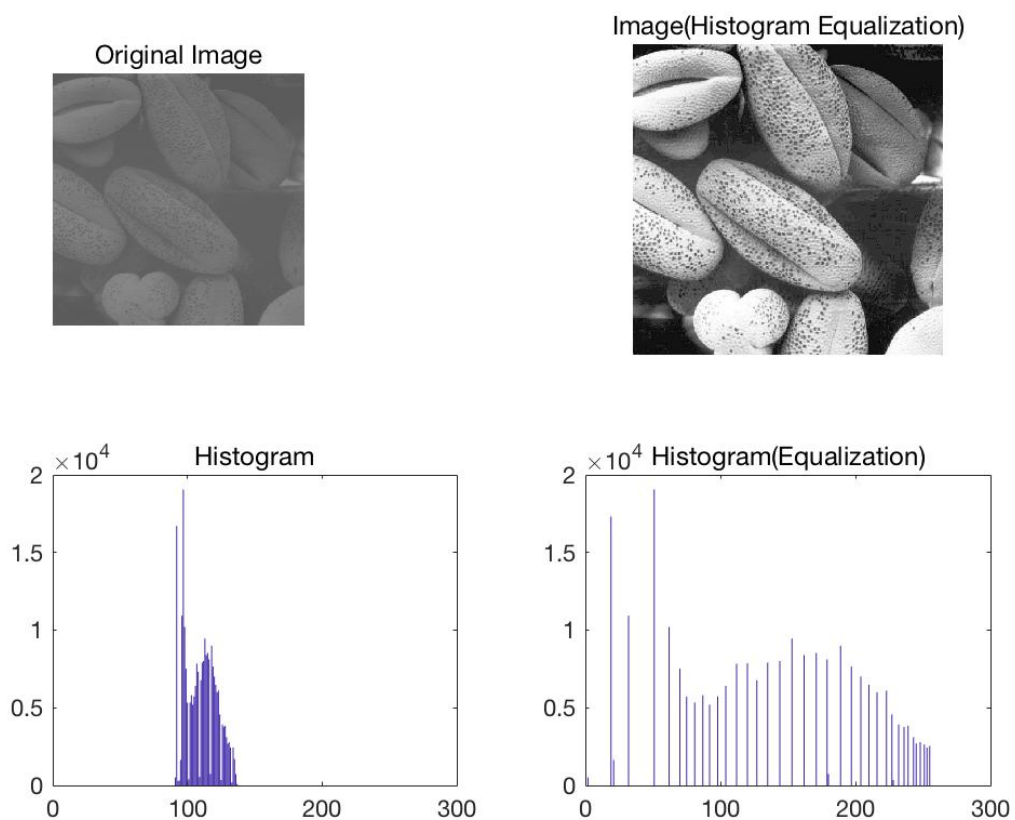 Original Image
Image(Histogram Equalization)
×10^4 Histogram
2
1.5
1
0.5
0
0 100 200 300
×10^4 Histogram(Equalization)
2
1.5
1
0.5
0
0 100 200 300